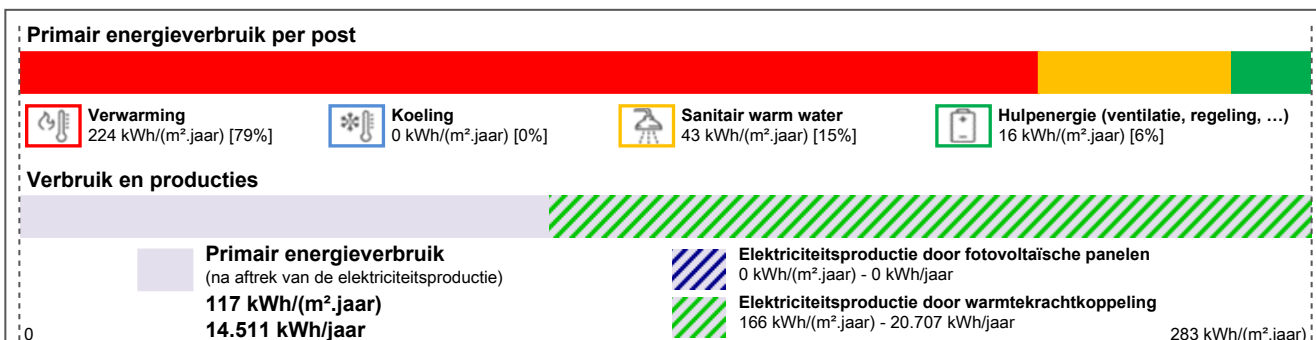 Primair energieverbruik per post
Verwarming
224 kWh/(m².jaar) [79%]
Koeling
0 kWh/(m².jaar) [0%]
Sanitair warm water
43 kWh/(m².jaar) [15%]
Hulpenergie (ventilatie, regeling, …)
16 kWh/(m².jaar) [6%]
Verbruik en producties
Primair energieverbruik
(na aftrek van de elektriciteitsproductie)
117 kWh/(m².jaar)
14.511 kWh/jaar
Elektriciteitsproductie door fotovoltaïsche panelen
0 kWh/(m².jaar) - 0 kWh/jaar
Elektriciteitsproductie door warmtekrachtkoppeling
166 kWh/(m².jaar) - 20.707 kWh/jaar
0
283 kWh/(m².jaar)